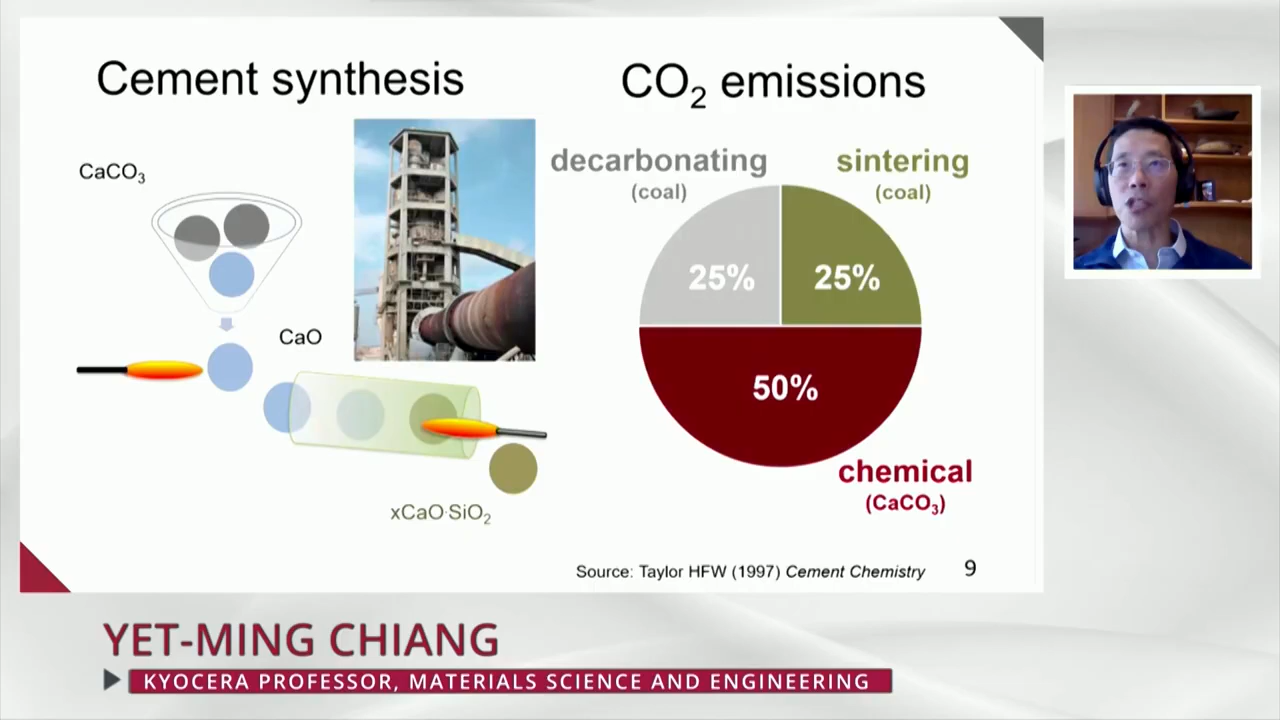 Cement synthesis
CO₂ emissions
CaCO₃
CaO
xCaO·SiO₂
decarbonating
(coal)
sintering
(coal)
25%
25%
50%
chemical
(CaCO₃)
Source: Taylor HFW (1997) Cement Chemistry
9
YET-MING CHIANG
KYOCERA PROFESSOR, MATERIALS SCIENCE AND ENGINEERING